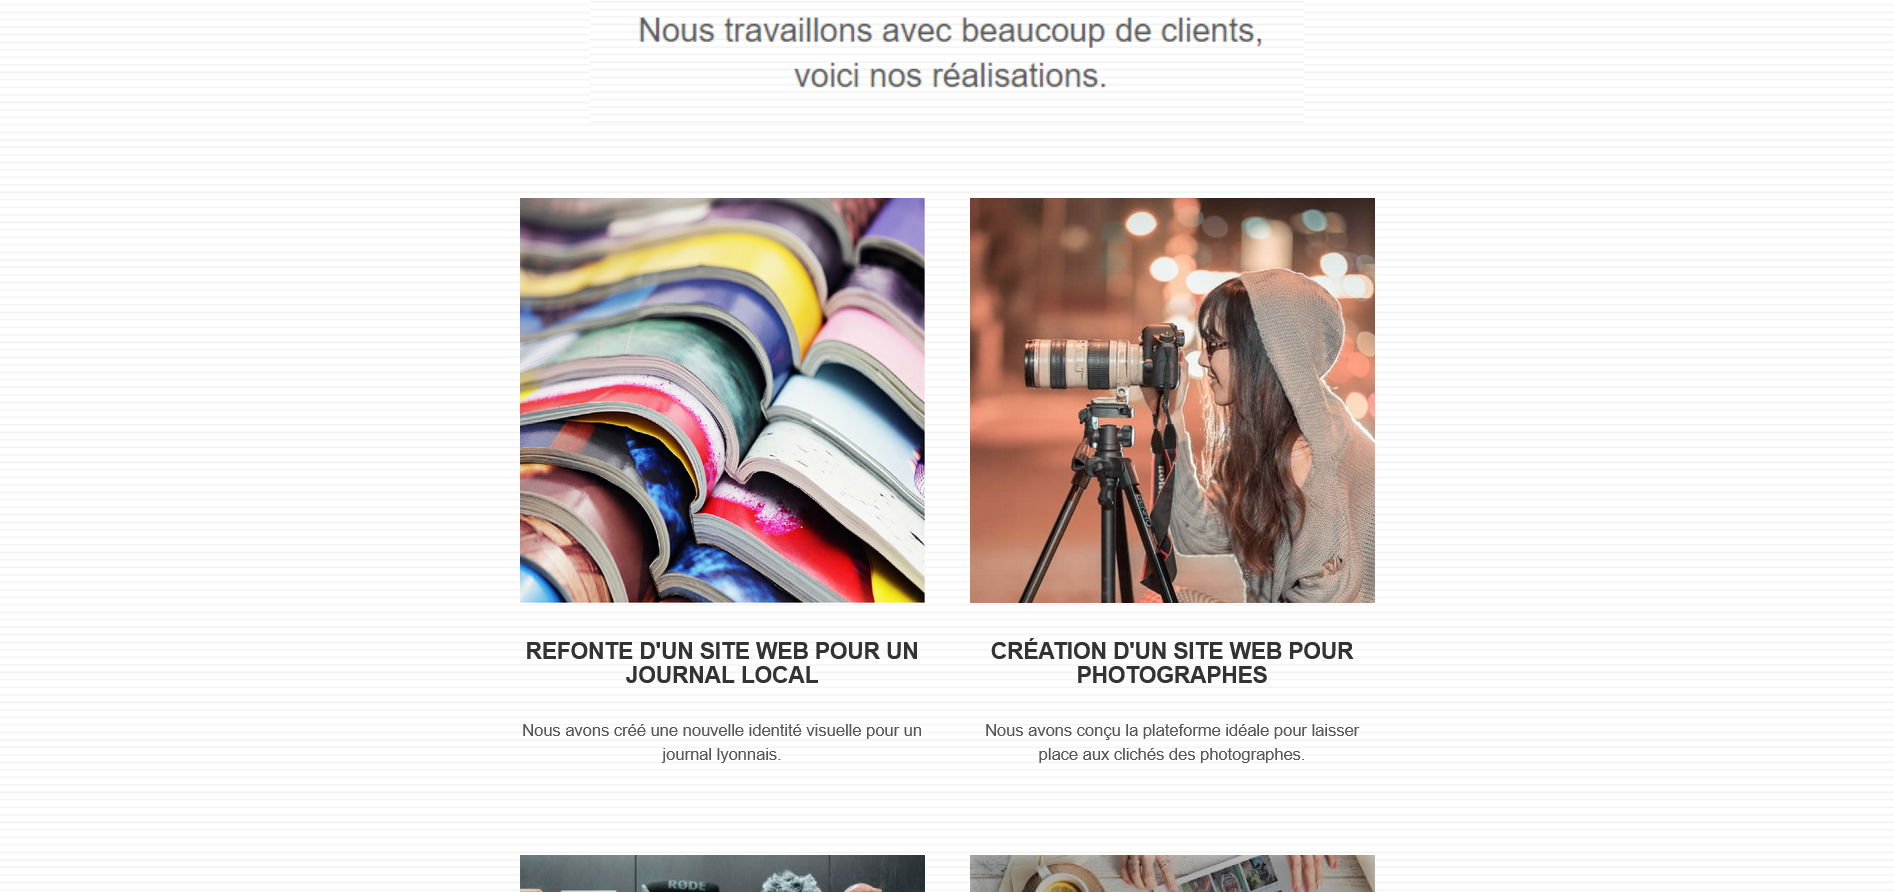 Nous travaillons avec beaucoup de clients,
voici nos réalisations.
REFONTE D'UN SITE WEB POUR UN
JOURNAL LOCAL
Nous avons créé une nouvelle identité visuelle pour un
journal lyonnais.
CRÉATION D'UN SITE WEB POUR
PHOTOGRAPHES
Nous avons conçu la plateforme idéale pour laisser
place aux clichés des photographes.
RØDE